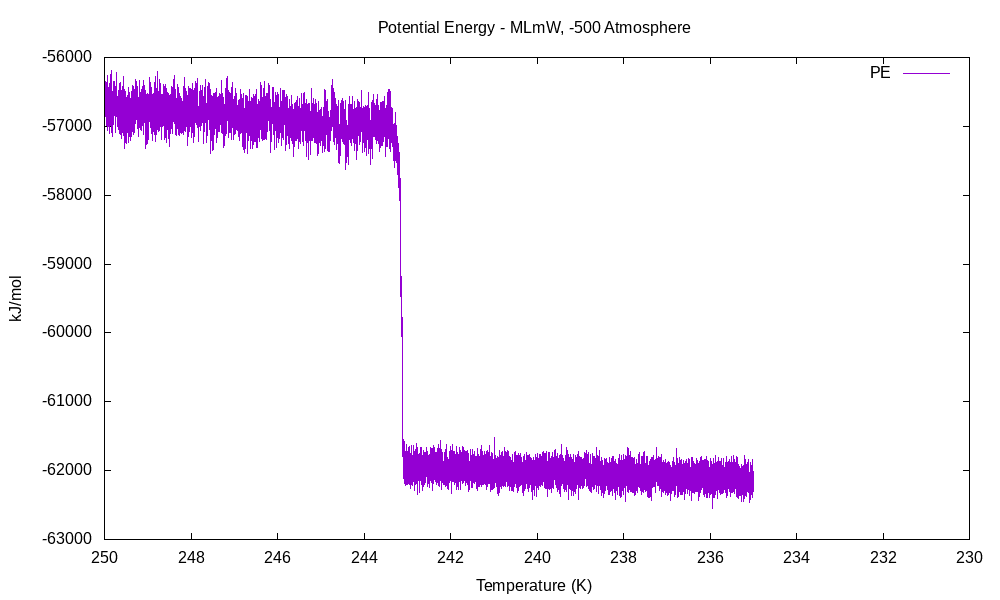 Potential Energy - MLmW, -500 Atmosphere
-56000
PE
-57000
-58000
-59000
kJ/mol
-60000
-61000
-62000
-63000
250 248 246 244 242 240 238 236 234 232 230
Temperature (K)